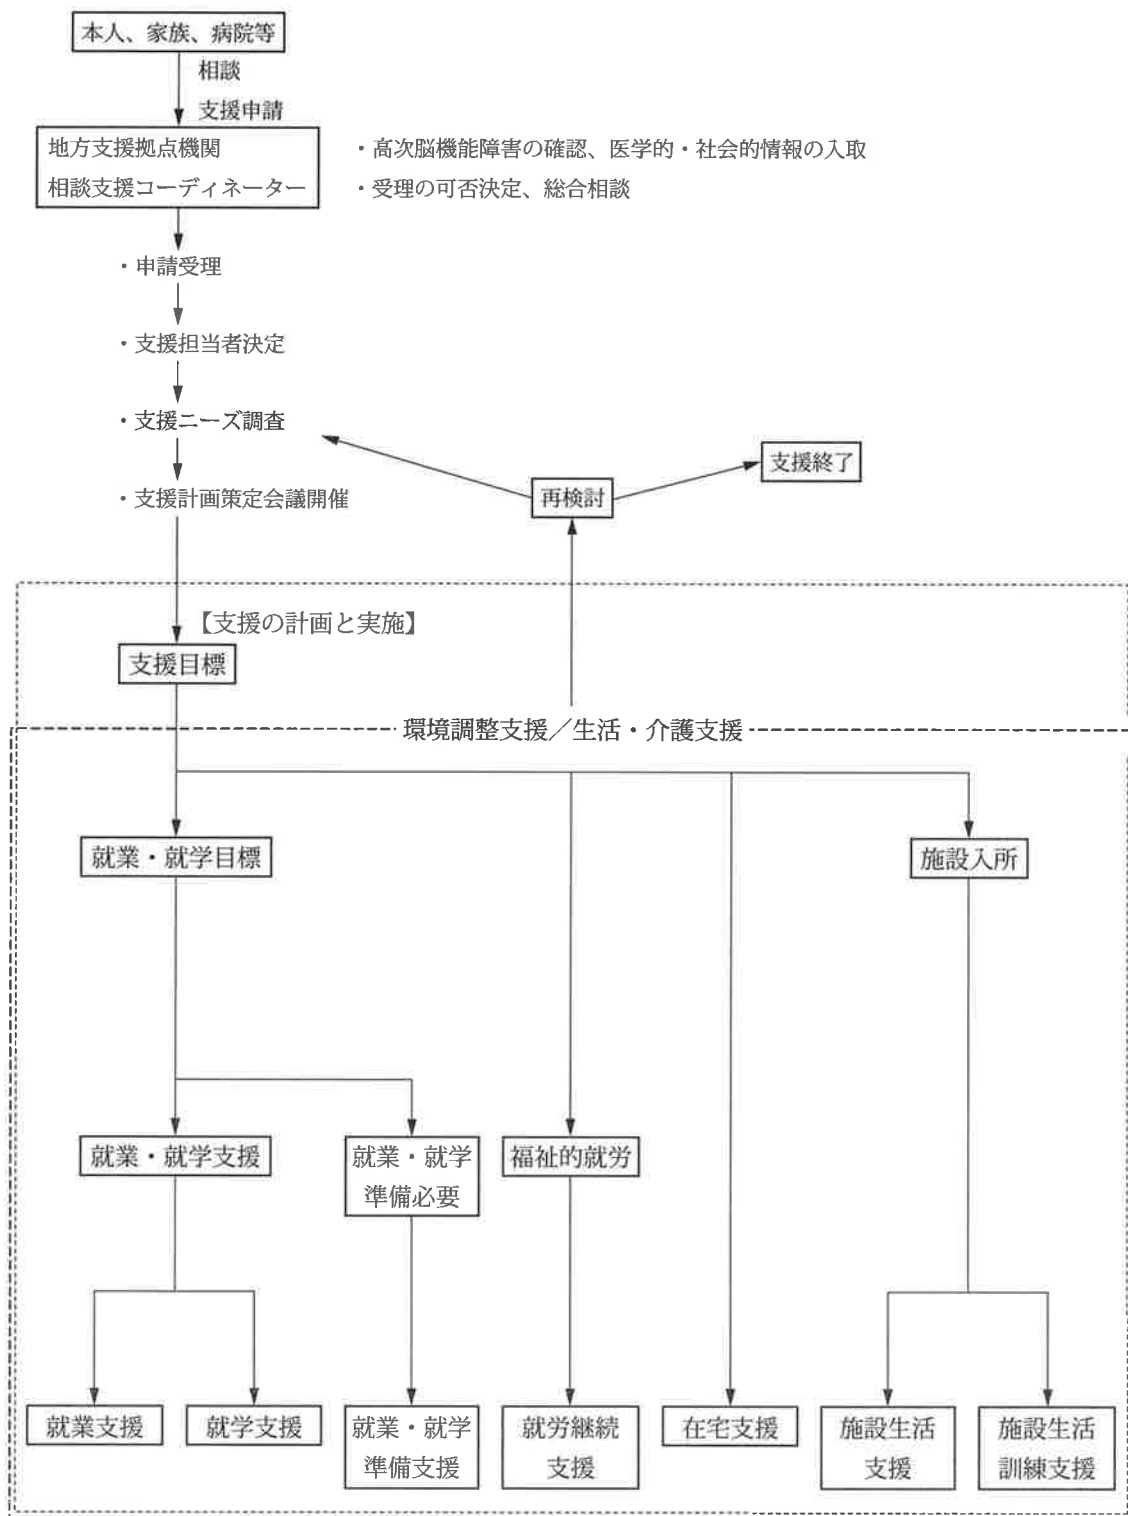 本人、家族、病院等
相談
支援申請
地方支援拠点機関
相談支援コーディネーター
・高次脳機能障害の確認、医学的・社会的情報の入取
・受理の可否決定、総合相談
・申請受理
・支援担当者決定
・支援ニーズ調査
・支援計画策定会議開催
再検討
支援終了
【支援の計画と実施】
支援目標
環境調整支援／生活・介護支援
就業・就学目標
施設入所
就業・就学支援
就業・就学
準備必要
福祉的就労
就業支援
就学支援
就業・就学
準備支援
就労継続
支援
在宅支援
施設生活
支援
施設生活
訓練支援